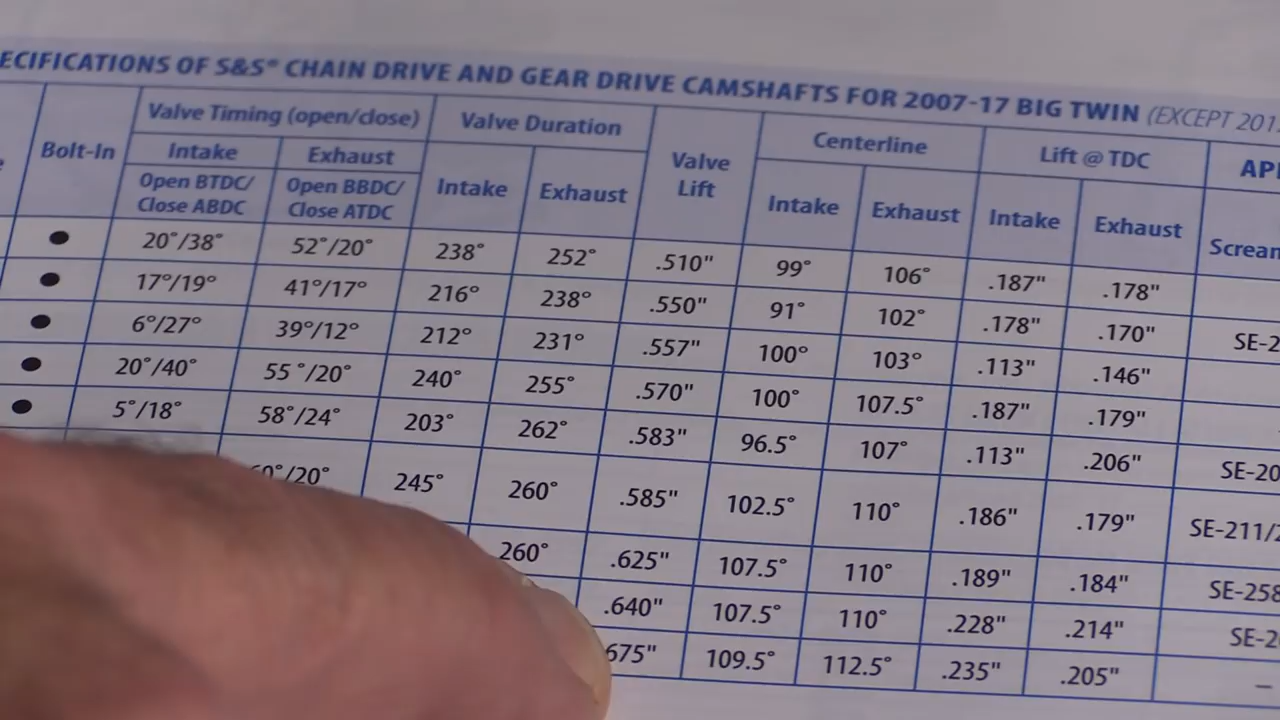 ECIFICATIONS OF S&S® CHAIN DRIVE AND GEAR DRIVE CAMSHAFTS FOR 2007-17 BIG TWIN (EXCEPT 201
Bolt-In Valve Timing (open/close) Valve Duration Valve Lift Centerline Lift @ TDC
Intake Exhaust Intake Exhaust Intake Exhaust Intake Exhaust
Open BTDC/ Close ABDC Open BBDC/ Close ATDC
● 20°/38° 52°/20° 238° 252° .510" 99° 106° .187" .178"
● 17°/19° 41°/17° 216° 238° .550" 91° 102° .178" .170" SE-2
● 6°/27° 39°/12° 212° 231° .557" 100° 103° .113" .146"
● 20°/40° 55°/20° 240° 255° .570" 100° 107.5° .187" .179"
● 5°/18° 58°/24° 203° 262° .583" 96.5° 107° .113" .206" SE-20
/20° 245° 260° .585" 102.5° 110° .186" .179" SE-211/
260° .625" 107.5° 110° .189" .184" SE-258
.640" 107.5° 110° .228" .214" SE-2
675" 109.5° 112.5° .235" .205" –